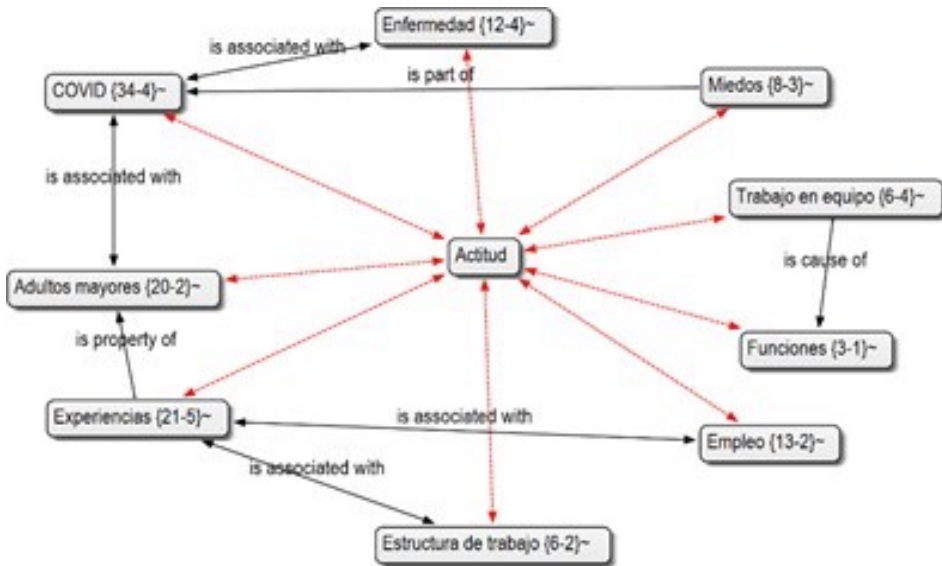 Enfermedad {12-4}~
is associated with
is part of
COVID {34-4}~
Miedos {8-3}~
is associated with
Trabajo en equipo {6-4}~
Actitud
is cause of
Adultos mayores {20-2}~
is property of
Funciones {3-1}~
Experiencias {21-5}~
is associated with
Empleo {13-2}~
is associated with
Estructura de trabajo {6-2}~